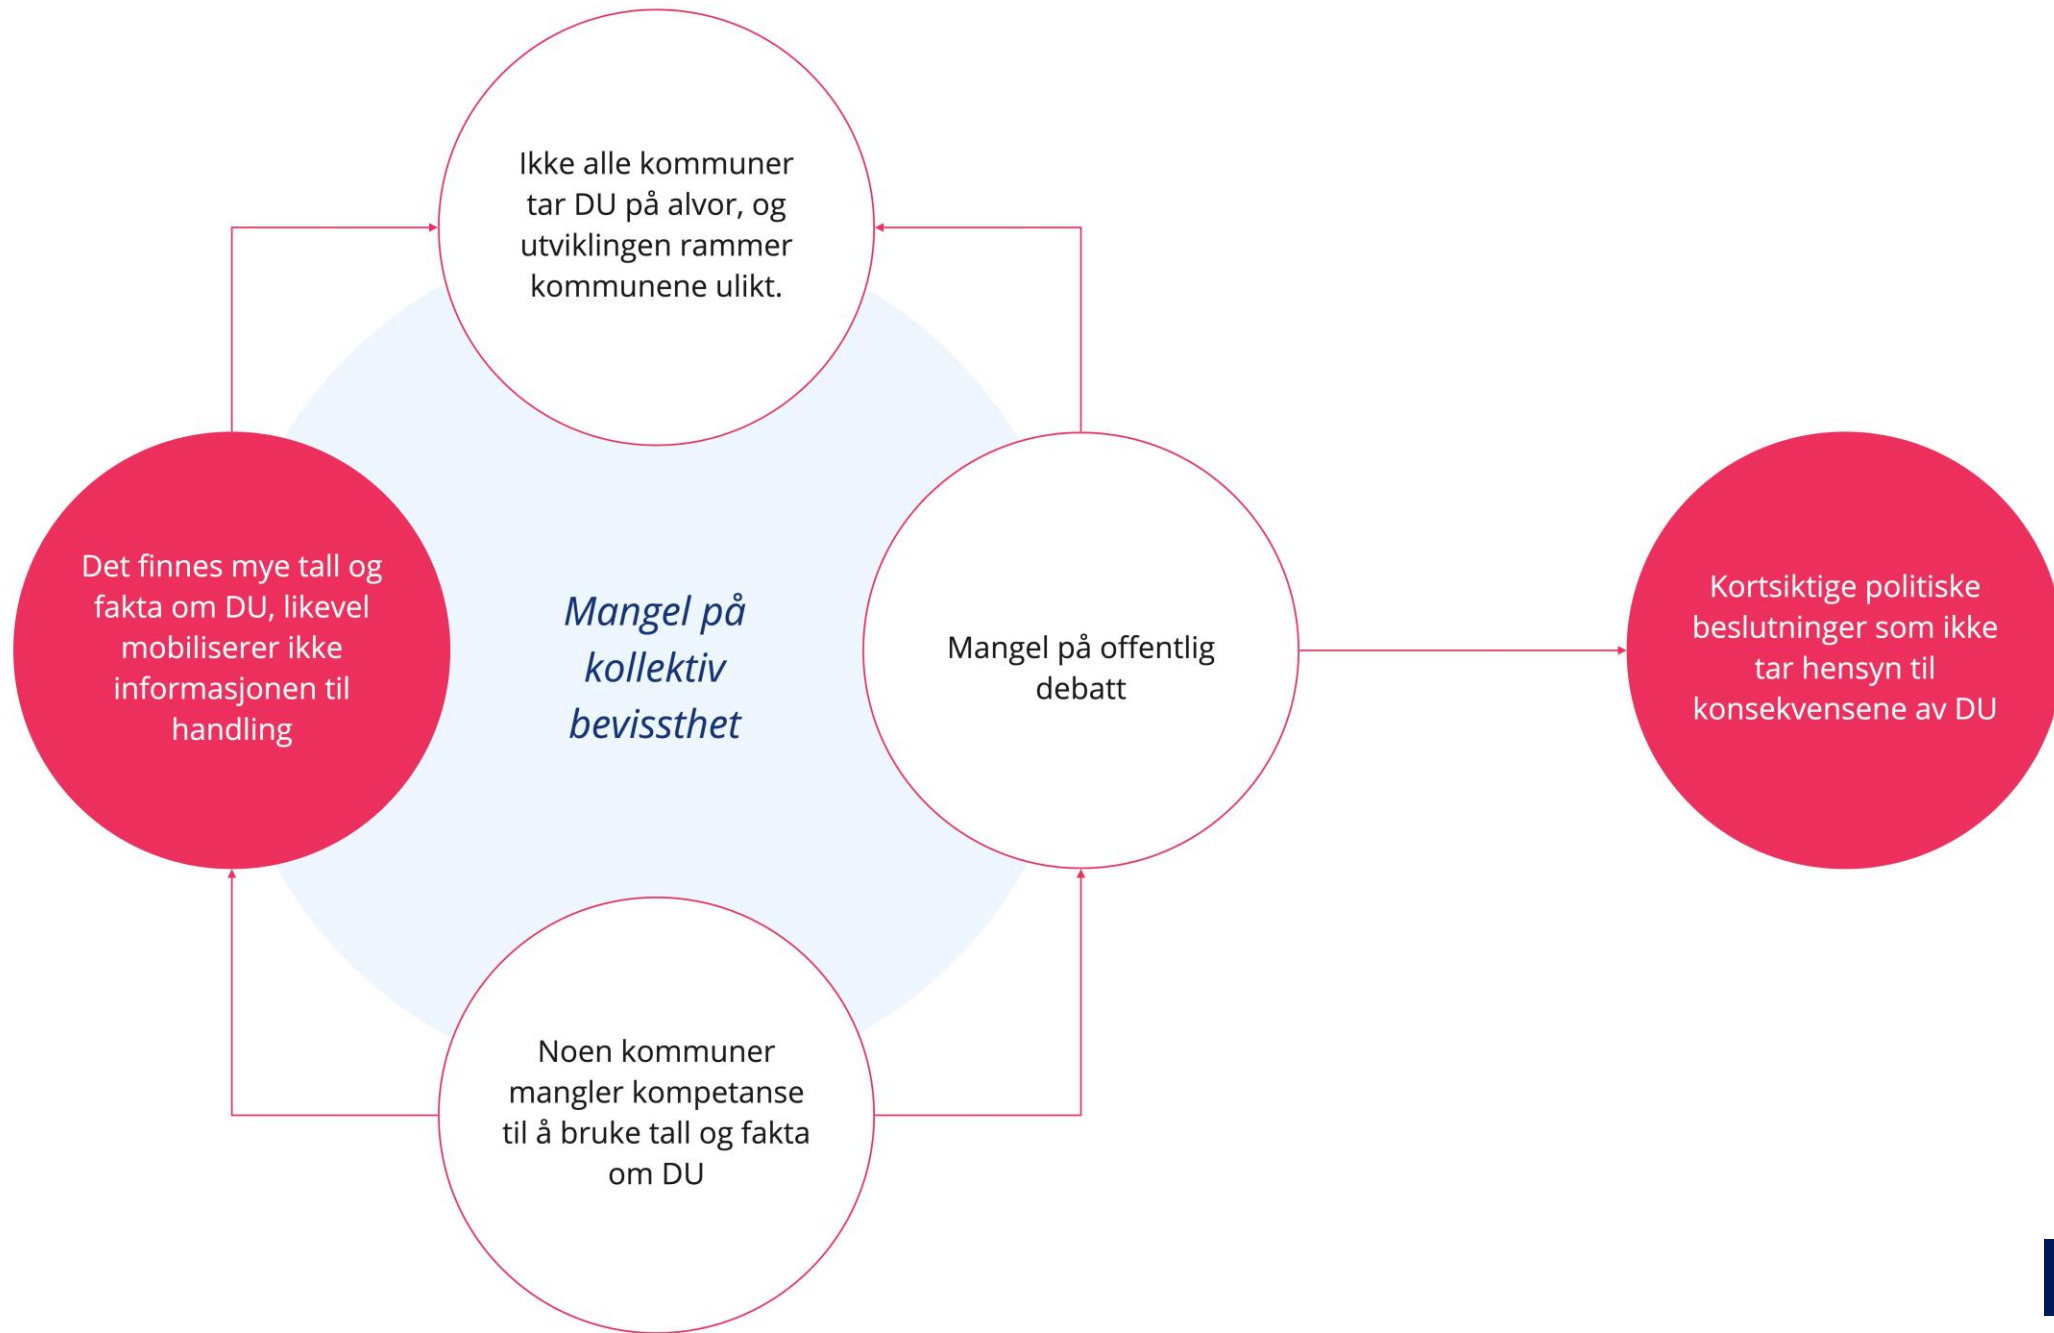 Ikke alle kommuner
tar DU på alvor, og
utviklingen rammer
kommunene ulikt.
Det finnes mye tall og
fakta om DU, likevel
mobiliserer ikke
informasjonen til
handling
Mangel på
kollektiv
bevissthet
Mangel på offentlig
debatt
Kortsiktige politiske
beslutninger som ikke
tar hensyn til
konsekvensene av DU
Noen kommuner
mangler kompetanse
til å bruke tall og fakta
om DU